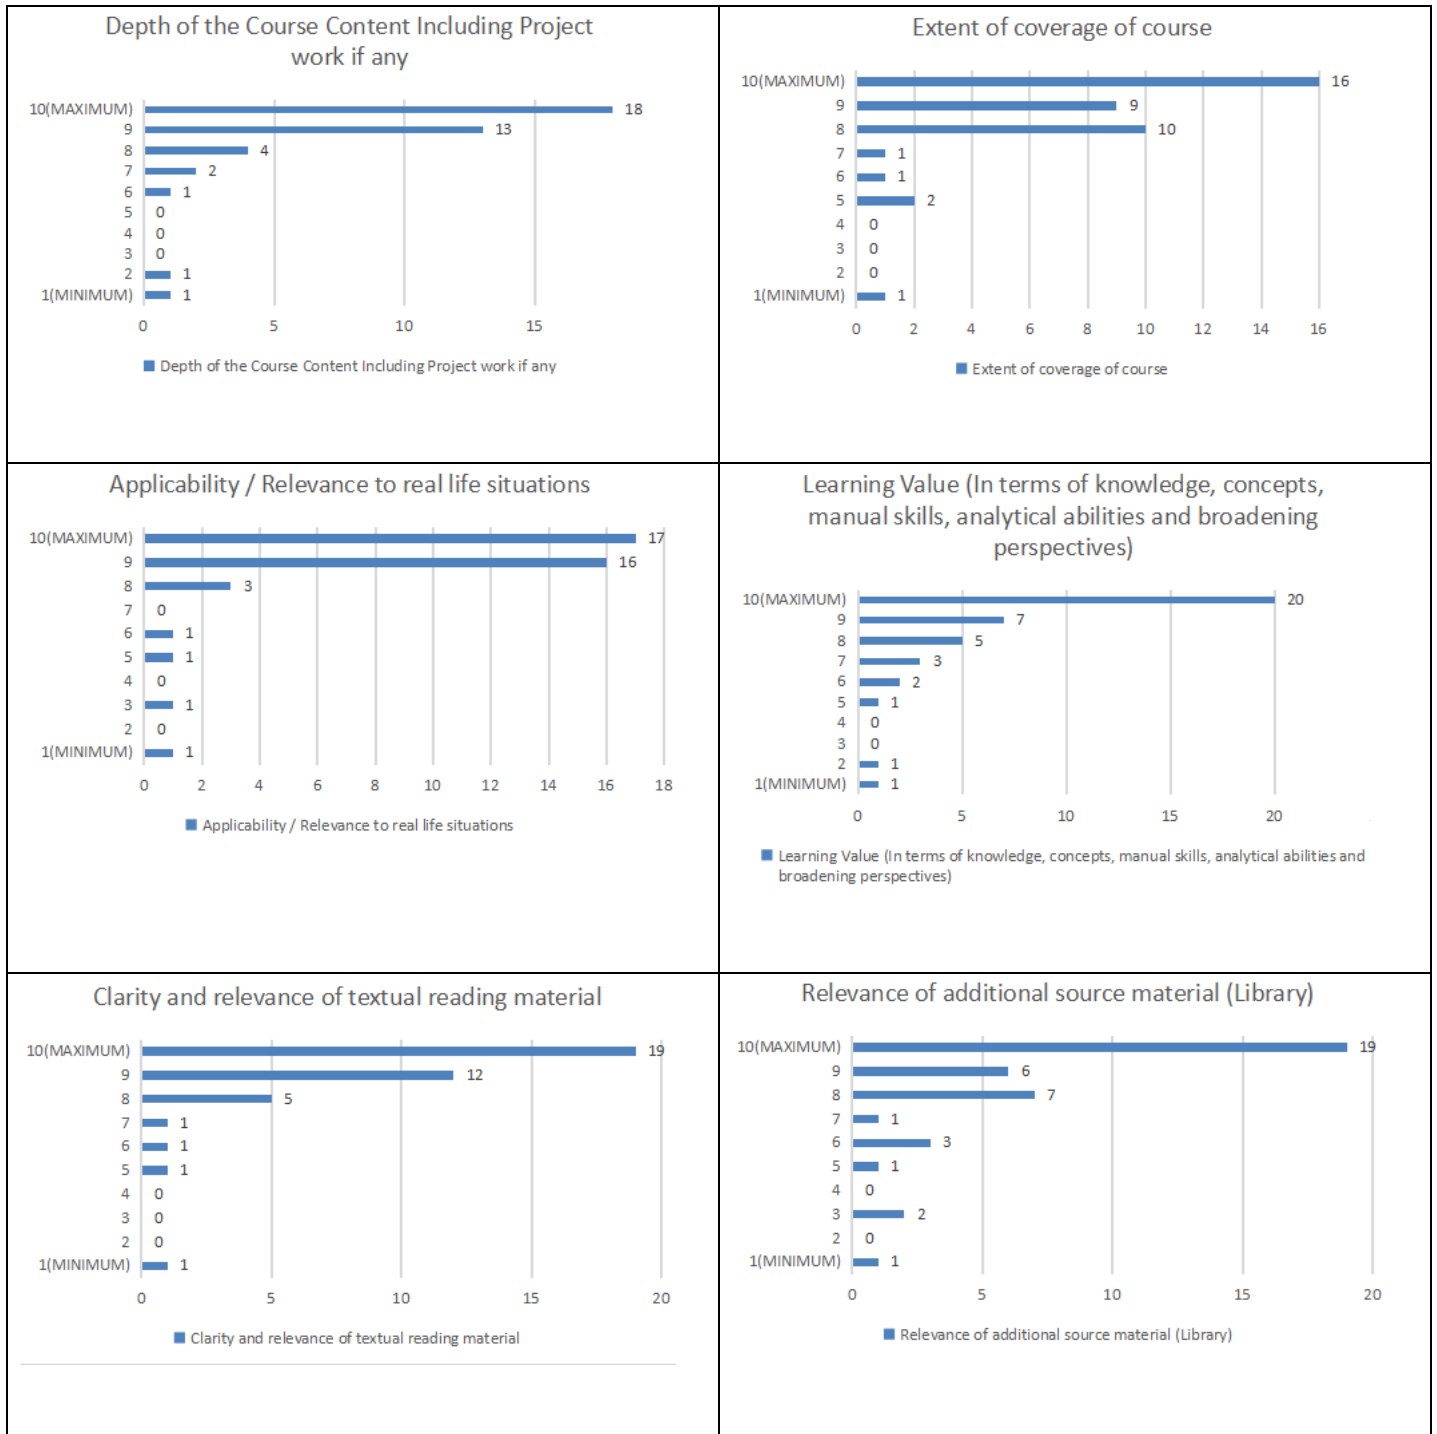 Depth of the Course Content Including Project
work if any
10(MAXIMUM) 18
9 13
8 4
7 2
6 1
5 0
4 0
3 0
2 1
1(MINIMUM) 1
0 5 10 15
Depth of the Course Content Including Project work if any
Extent of coverage of course
10(MAXIMUM) 16
9 9
8 10
7 1
6 1
5 2
4 0
3 0
2 0
1(MINIMUM) 1
0 2 4 6 8 10 12 14 16
Extent of coverage of course
Applicability / Relevance to real life situations
10(MAXIMUM) 17
9 16
8 3
7 0
6 1
5 1
4 0
3 1
2 0
1(MINIMUM) 1
0 2 4 6 8 10 12 14 16 18
Applicability / Relevance to real life situations
Learning Value (In terms of knowledge, concepts,
manual skills, analytical abilities and broadening
perspectives)
10(MAXIMUM) 20
9 7
8 5
7 3
6 2
5 1
4 0
3 0
2 1
1(MINIMUM) 1
0 5 10 15 20
Learning Value (In terms of knowledge, concepts, manual skills, analytical abilities and
broadening perspectives)
Clarity and relevance of textual reading material
10(MAXIMUM) 19
9 12
8 5
7 1
6 1
5 1
4 0
3 0
2 0
1(MINIMUM) 1
0 5 10 15 20
Clarity and relevance of textual reading material
Relevance of additional source material (Library)
10(MAXIMUM) 19
9 6
8 7
7 1
6 3
5 1
4 0
3 2
2 0
1(MINIMUM) 1
0 5 10 15 20
Relevance of additional source material (Library)